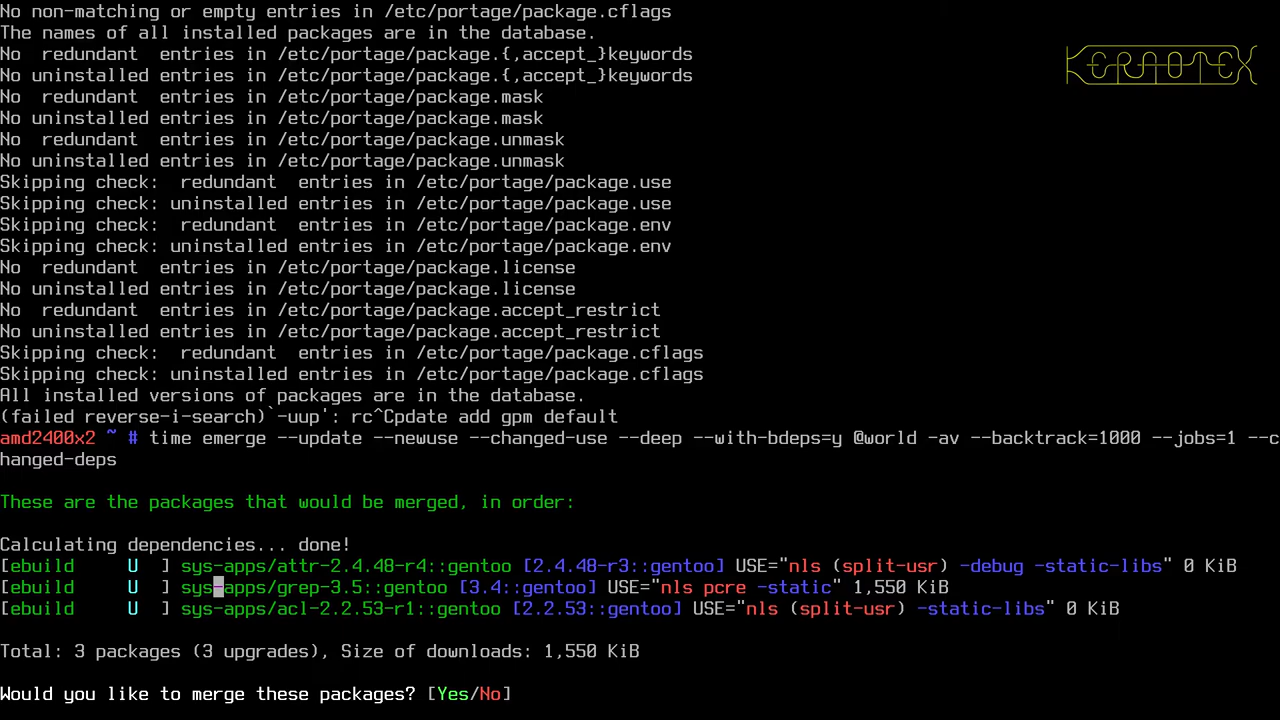 No non-matching or empty entries in /etc/portage/package.cflags
The names of all installed packages are in the database.
No  redundant  entries in /etc/portage/package.{,accept_}keywords
No uninstalled entries in /etc/portage/package.{,accept_}keywords
No  redundant  entries in /etc/portage/package.mask
No uninstalled entries in /etc/portage/package.mask
No  redundant  entries in /etc/portage/package.unmask
No uninstalled entries in /etc/portage/package.unmask
Skipping check:  redundant  entries in /etc/portage/package.use
Skipping check: uninstalled entries in /etc/portage/package.use
Skipping check:  redundant  entries in /etc/portage/package.env
Skipping check: uninstalled entries in /etc/portage/package.env
No  redundant  entries in /etc/portage/package.license
No uninstalled entries in /etc/portage/package.license
No  redundant  entries in /etc/portage/package.accept_restrict
No uninstalled entries in /etc/portage/package.accept_restrict
Skipping check:  redundant  entries in /etc/portage/package.cflags
Skipping check: uninstalled entries in /etc/portage/package.cflags
All installed versions of packages are in the database.
(failed reverse-i-search)`-uup': rc^Cpdate add gpm default
amd2400x2 ~ # time emerge --update --newuse --changed-use --deep --with-bdeps=y @world -av --backtrack=1000 --jobs=1 --c
hanged-deps
These are the packages that would be merged, in order:
Calculating dependencies... done!
[ebuild     U  ] sys-apps/attr-2.4.48-r4::gentoo [2.4.48-r3::gentoo] USE="nls (split-usr) -debug -static-libs" 0 KiB
[ebuild     U  ] sys-apps/grep-3.5::gentoo [3.4::gentoo] USE="nls pcre -static" 1,550 KiB
[ebuild     U  ] sys-apps/acl-2.2.53-r1::gentoo [2.2.53::gentoo] USE="nls (split-usr) -static-libs" 0 KiB
Total: 3 packages (3 upgrades), Size of downloads: 1,550 KiB
Would you like to merge these packages? [Yes/No]